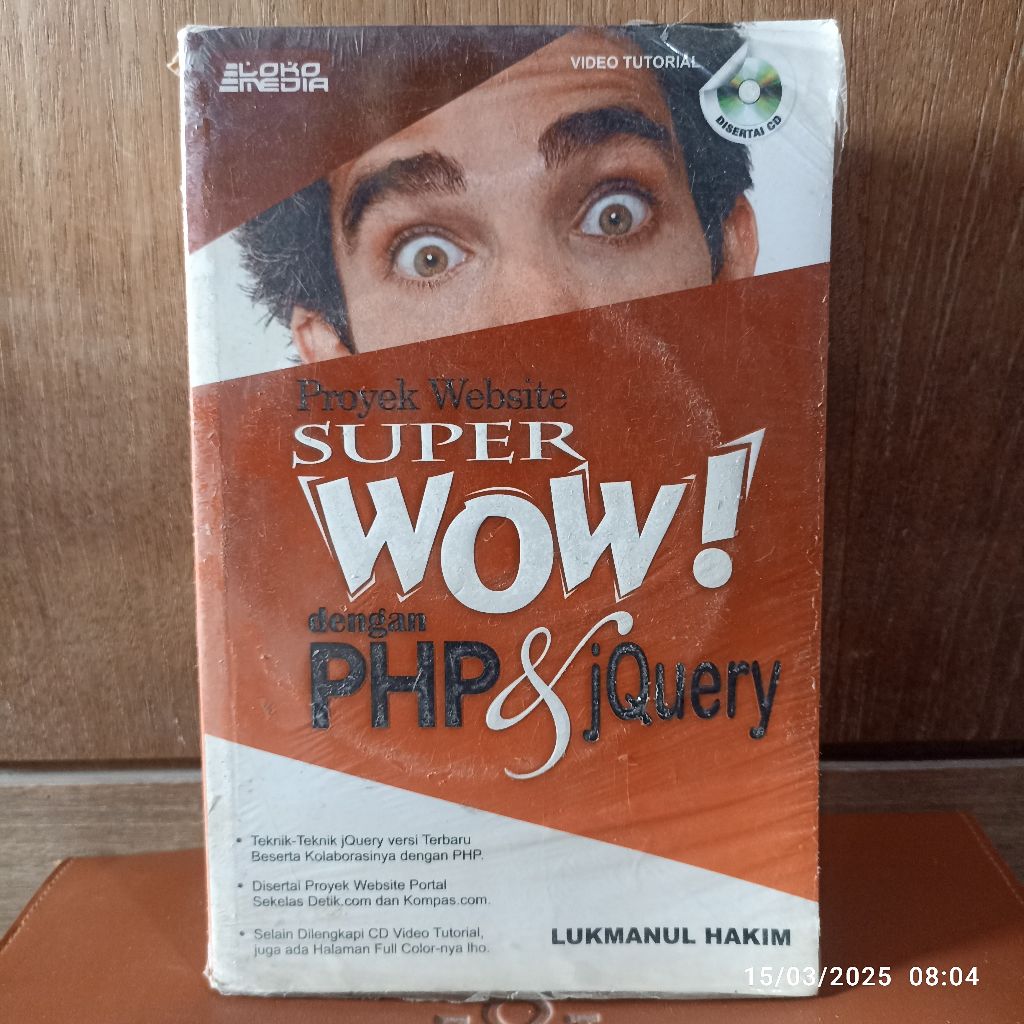 LOKO
MEDIA
VIDEO TUTORIAL
DISERTAI CD
Proyek Website
SUPER
WOW!
dengan
PHP & jQuery
• Teknik-Teknik jQuery versi Terbaru
Beserta Kolaborasinya dengan PHP.
• Disertai Proyek Website Portal
Sekelas Detik.com dan Kompas.com.
• Selain Dilengkapi CD Video Tutorial,
juga ada Halaman Full Color-nya lho.
LUKMANUL HAKIM
15/03/2025 08:04